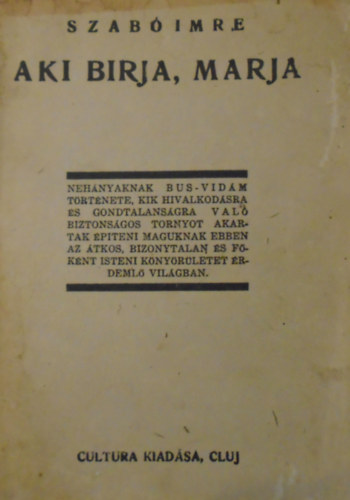 SZABÓ IMRE
AKI BIRJA, MARJA
NEHÁNYAKNAK BUS-VIDÁM
TÖRTÉNETE, KIK HIVALKODÁSRA
ÉS GONDTALANSÁGRA VALÓ
BIZTONSÁGOS TORNYOT AKAR-
TAK ÉPITENI MAGUKNAK EBBEN
AZ ÁTKOS, BIZONYTALAN ÉS FŐ-
KÉNT ISTENI KÖNYÖRÜLETET ÉR-
DEMLŐ VILÁGBAN.
CULTURA KIADÁSA, CLUJ